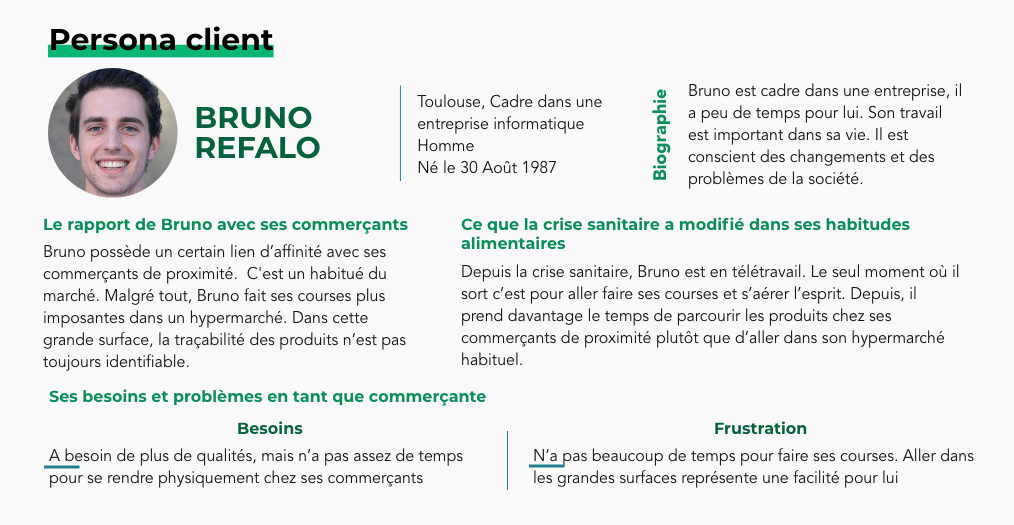 Persona client
BRUNO
REFALO
Toulouse, Cadre dans une
entreprise informatique
Homme
Né le 30 Août 1987
Biographie
Bruno est cadre dans une entreprise, il
a peu de temps pour lui. Son travail
est important dans sa vie. Il est
conscient des changements et des
problèmes de la société.
Le rapport de Bruno avec ses commerçants
Bruno possède un certain lien d’affinité avec ses
commerçants de proximité.  C'est un habitué du
marché. Malgré tout, Bruno fait ses courses plus
imposantes dans un hypermarché. Dans cette
grande surface, la traçabilité des produits n’est pas
toujours identifiable.
Ce que la crise sanitaire a modifié dans ses habitudes
alimentaires
Depuis la crise sanitaire, Bruno est en télétravail. Le seul moment où il
sort c’est pour aller faire ses courses et s’aérer l’esprit. Depuis, il
prend davantage le temps de parcourir les produits chez ses
commerçants de proximité plutôt que d’aller dans son hypermarché
habituel.
Ses besoins et problèmes en tant que commerçante
Besoins
A besoin de plus de qualités, mais n’a pas assez de temps
pour se rendre physiquement chez ses commerçants
Frustration
N’a pas beaucoup de temps pour faire ses courses. Aller dans
les grandes surfaces représente une facilité pour lui